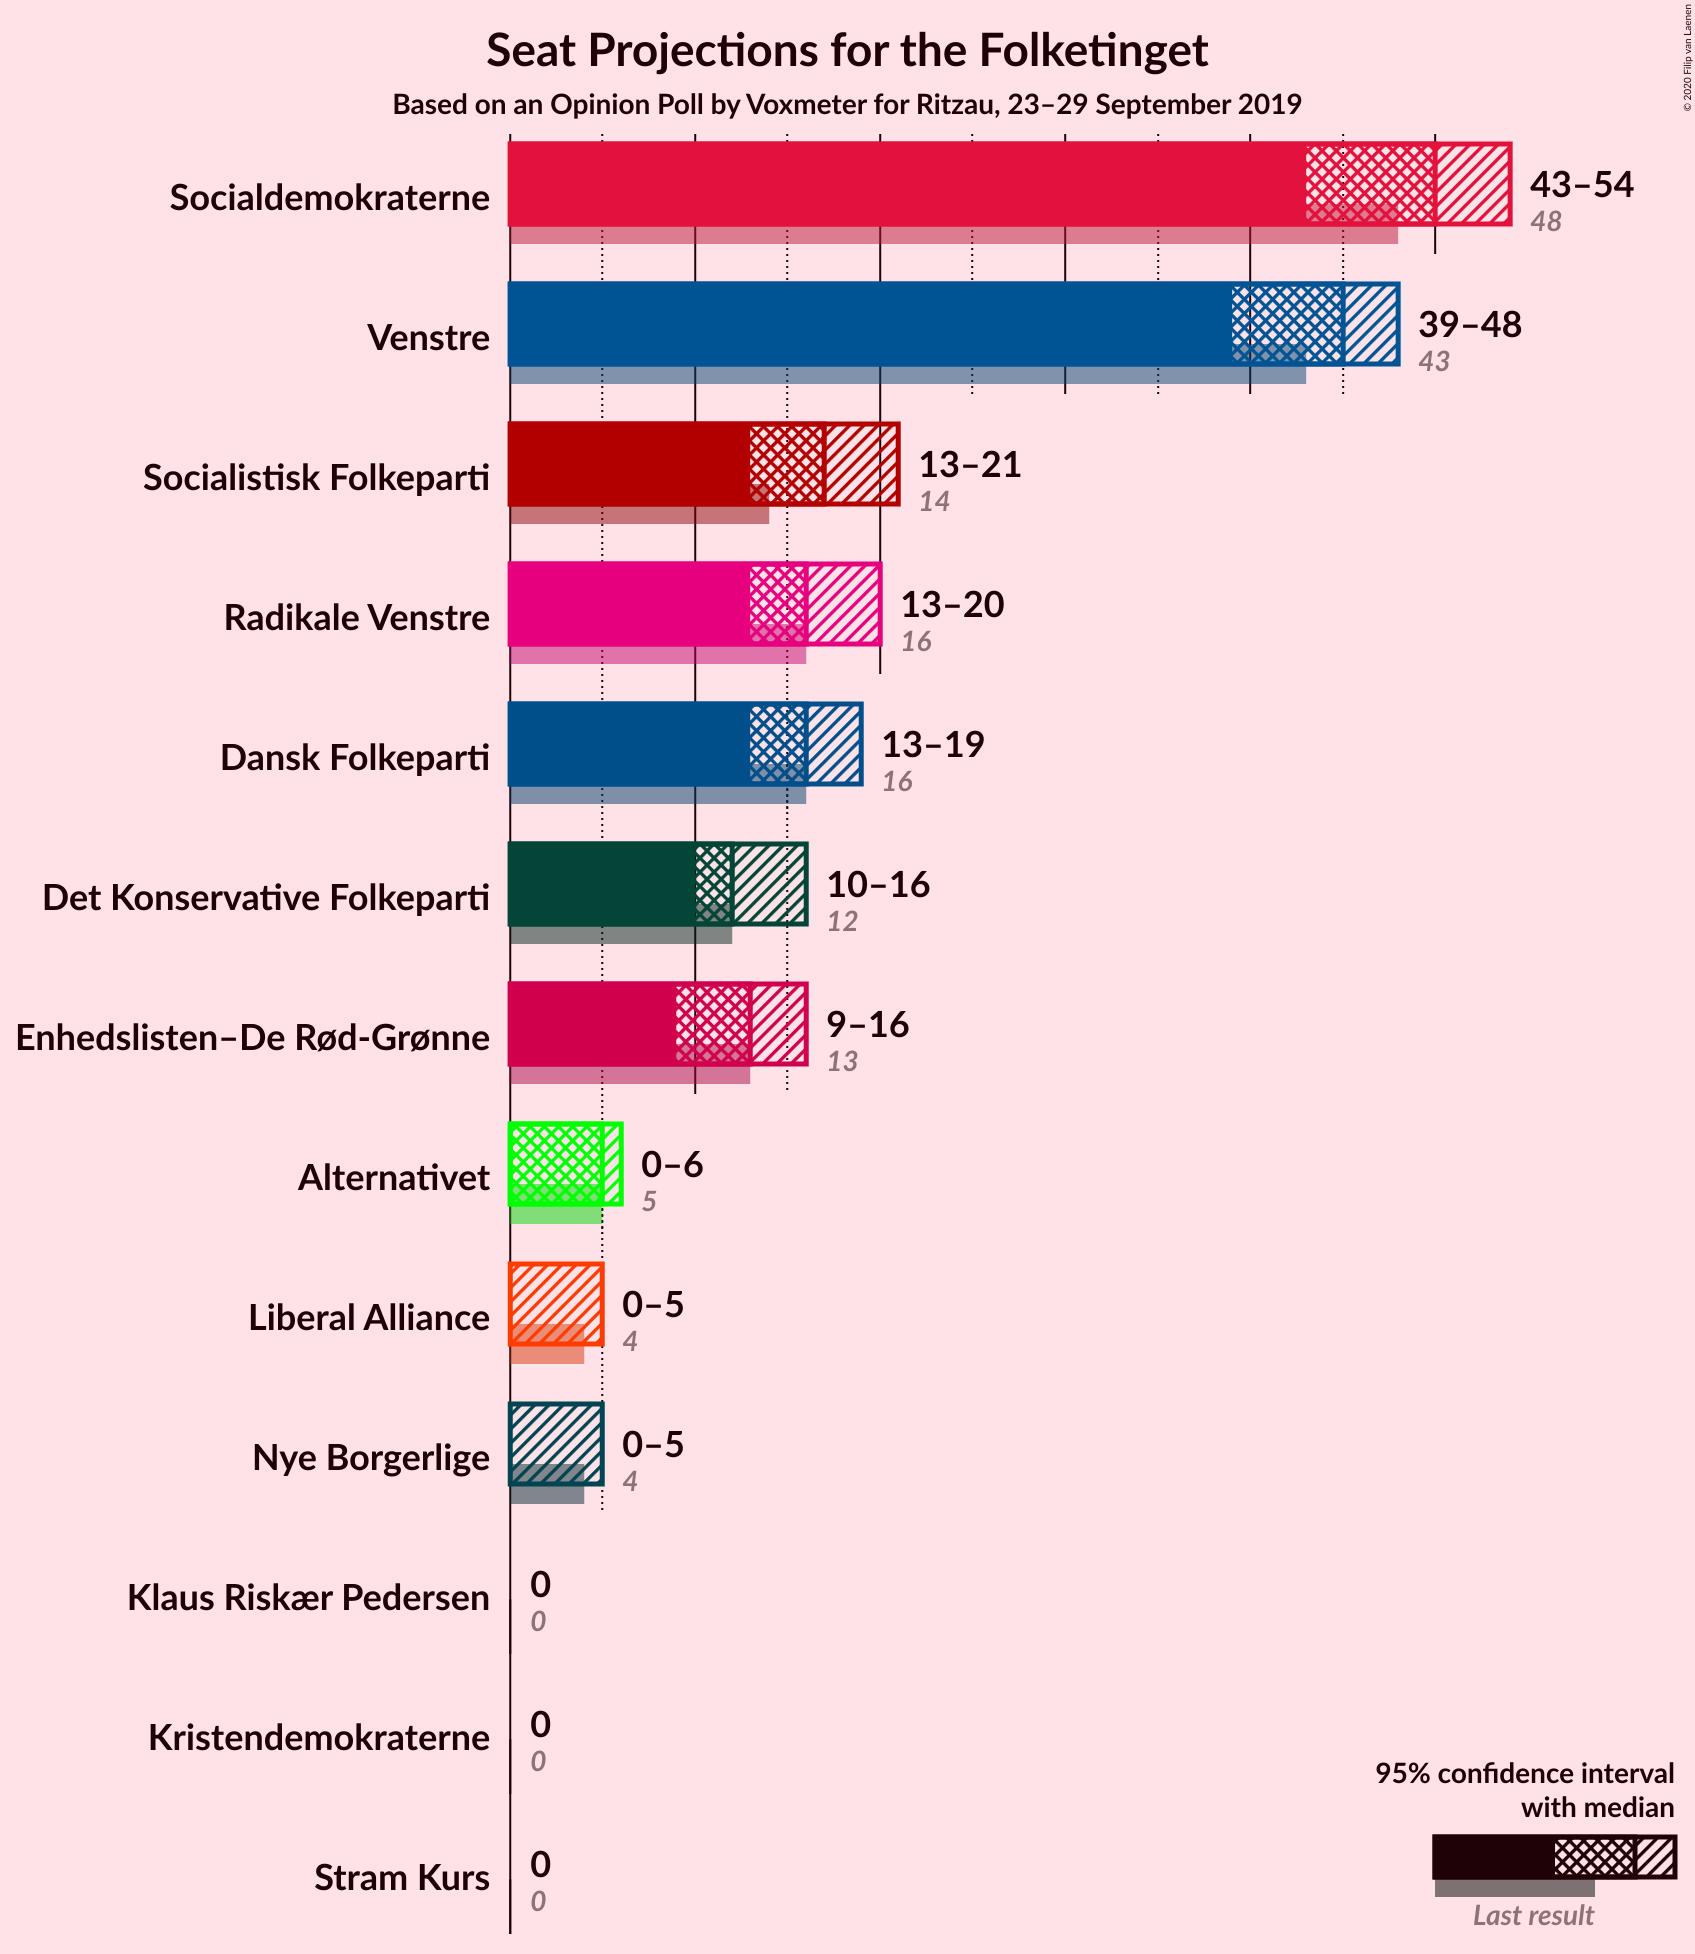 Seat Projections for the Folketinget
Based on an Opinion Poll by Voxmeter for Ritzau, 23–29 September 2019
© 2020 Filip van Laenen
Socialdemokraterne
43–54
48
Venstre
39–48
43
Socialistisk Folkeparti
13–21
14
Radikale Venstre
13–20
16
Dansk Folkeparti
13–19
16
Det Konservative Folkeparti
10–16
12
Enhedslisten–De Rød-Grønne
9–16
13
Alternativet
0–6
5
Liberal Alliance
0–5
4
Nye Borgerlige
0–5
4
Klaus Riskær Pedersen
0
0
Kristendemokraterne
0
0
Stram Kurs
0
0
95% confidence interval
with median
Last result